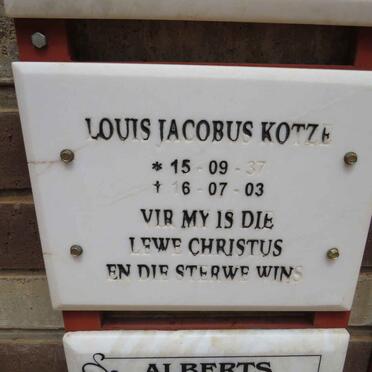 LOUIS JACOBUS KOTZE
* 15-09-37
† 16-07-03
VIR MY IS DIE
LEWE CHRISTUS
EN DIE STERWE WINS
ALBERTS